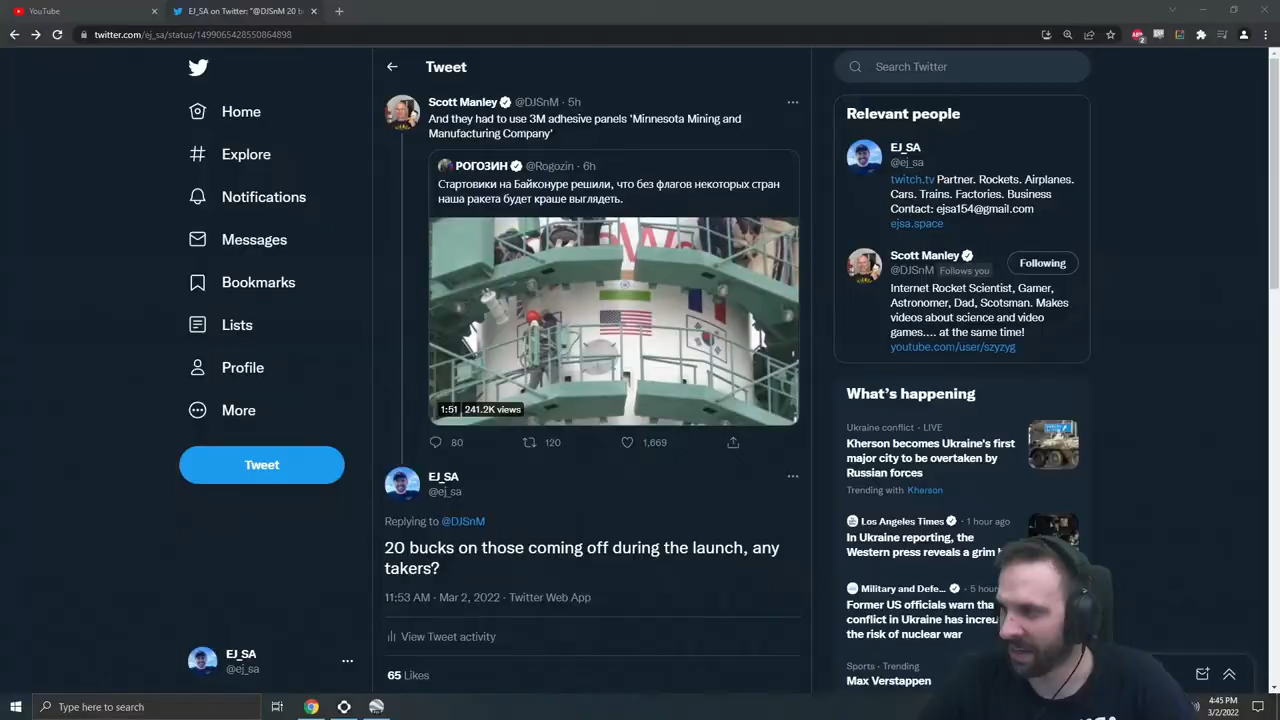 YouTube
EJ_SA on Twitter: "@DJSnM 20 b
twitter.com/ej_sa/status/1499065428550864898
Home
Explore
Notifications
Messages
Bookmarks
Lists
Profile
More
Tweet
EJ_SA
@ej_sa
Tweet
Scott Manley @DJSnM · 5h
And they had to use 3M adhesive panels 'Minnesota Mining and
Manufacturing Company'
РОГОЗИН @Rogozin · 6h
Стартовики на Байконуре решили, что без флагов некоторых стран
наша ракета будет краше выглядеть.
1:51 241.2K views
80 120 1,669
EJ_SA
@ej_sa
Replying to @DJSnM
20 bucks on those coming off during the launch, any
takers?
11:53 AM · Mar 2, 2022 · Twitter Web App
View Tweet activity
65 Likes
Search Twitter
Relevant people
EJ_SA
@ej_sa
twitch.tv Partner. Rockets. Airplanes.
Cars. Trains. Factories. Business
Contact: ejsa154@gmail.com
ejsa.space
Scott Manley
@DJSnM Follows you
Following
Internet Rocket Scientist, Gamer,
Astronomer, Dad, Scotsman. Makes
videos about science and video
games.... at the same time!
youtube.com/user/szyzyg
What's happening
Ukraine conflict · LIVE
Kherson becomes Ukraine's first
major city to be overtaken by
Russian forces
Trending with Kherson
Los Angeles Times · 1 hour ago
In Ukraine reporting, the
Western press reveals a grim
Military and Defe... · 5 hour
Former US officials warn tha
conflict in Ukraine has increa
the risk of nuclear war
Sports · Trending
Max Verstappen
Type here to search
4:45 PM
3/2/2022